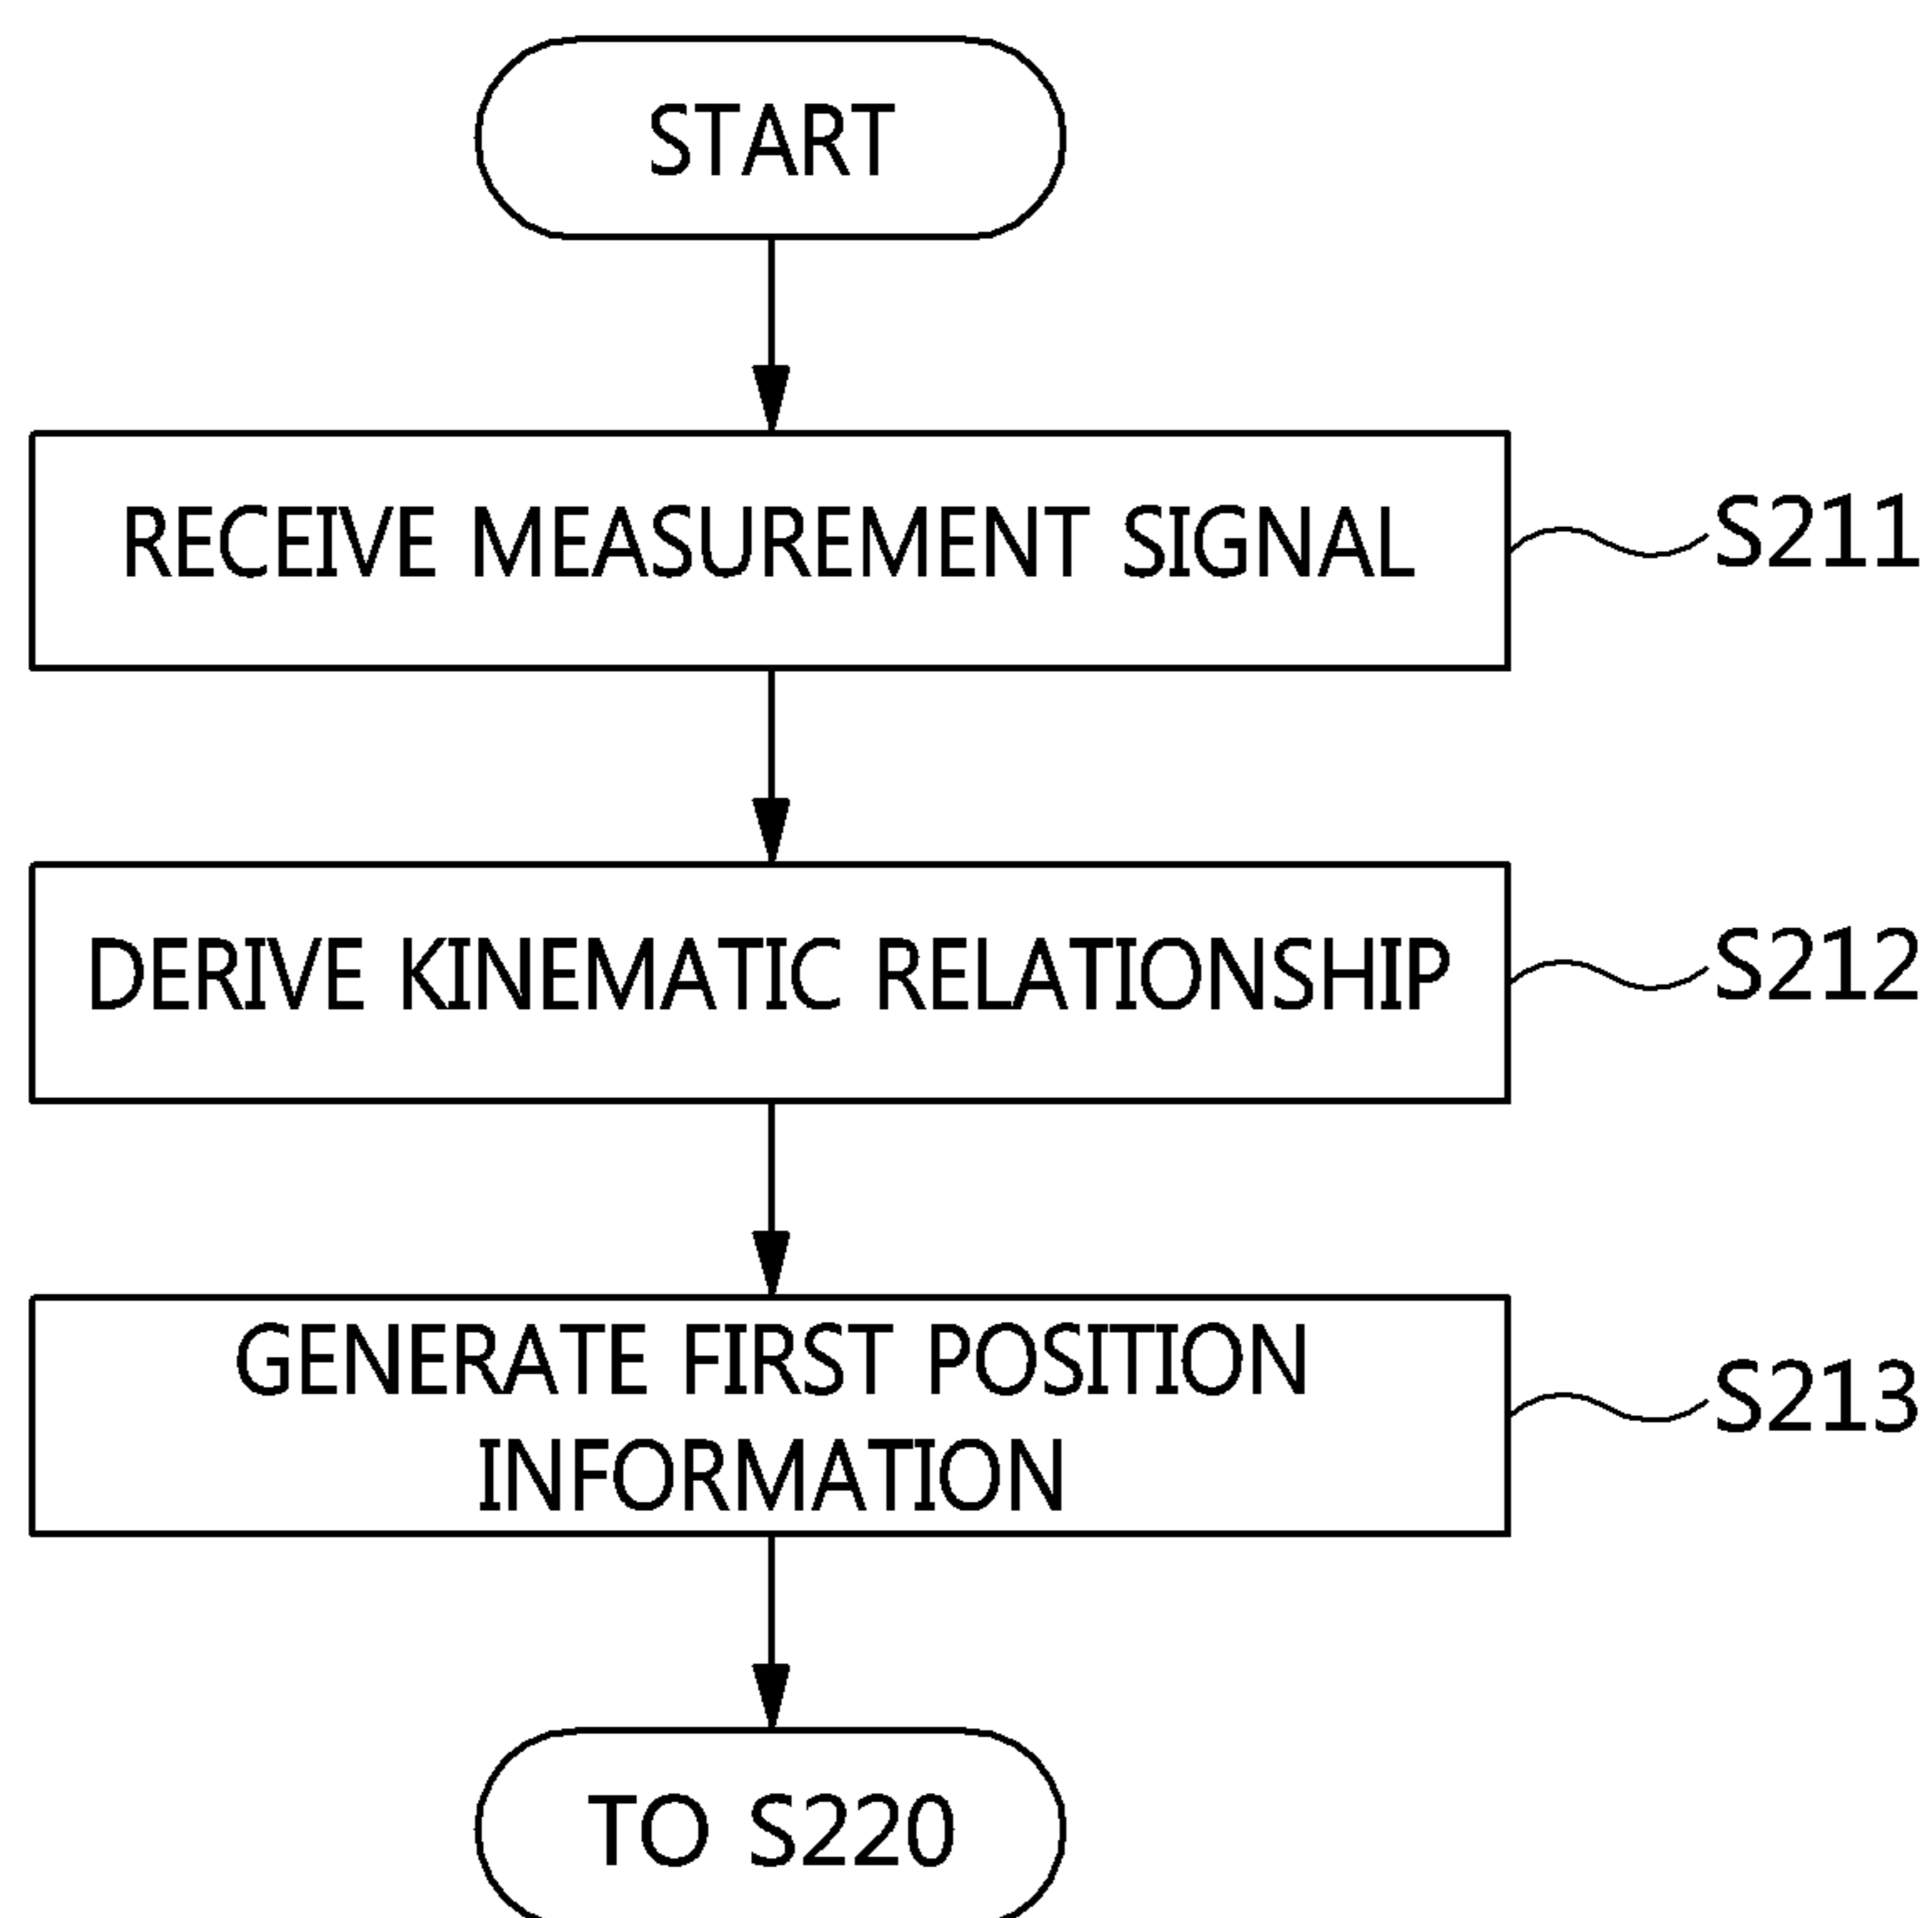 START
RECEIVE MEASUREMENT SIGNAL
S211
DERIVE KINEMATIC RELATIONSHIP
S212
GENERATE FIRST POSITION
INFORMATION
S213
TO S220